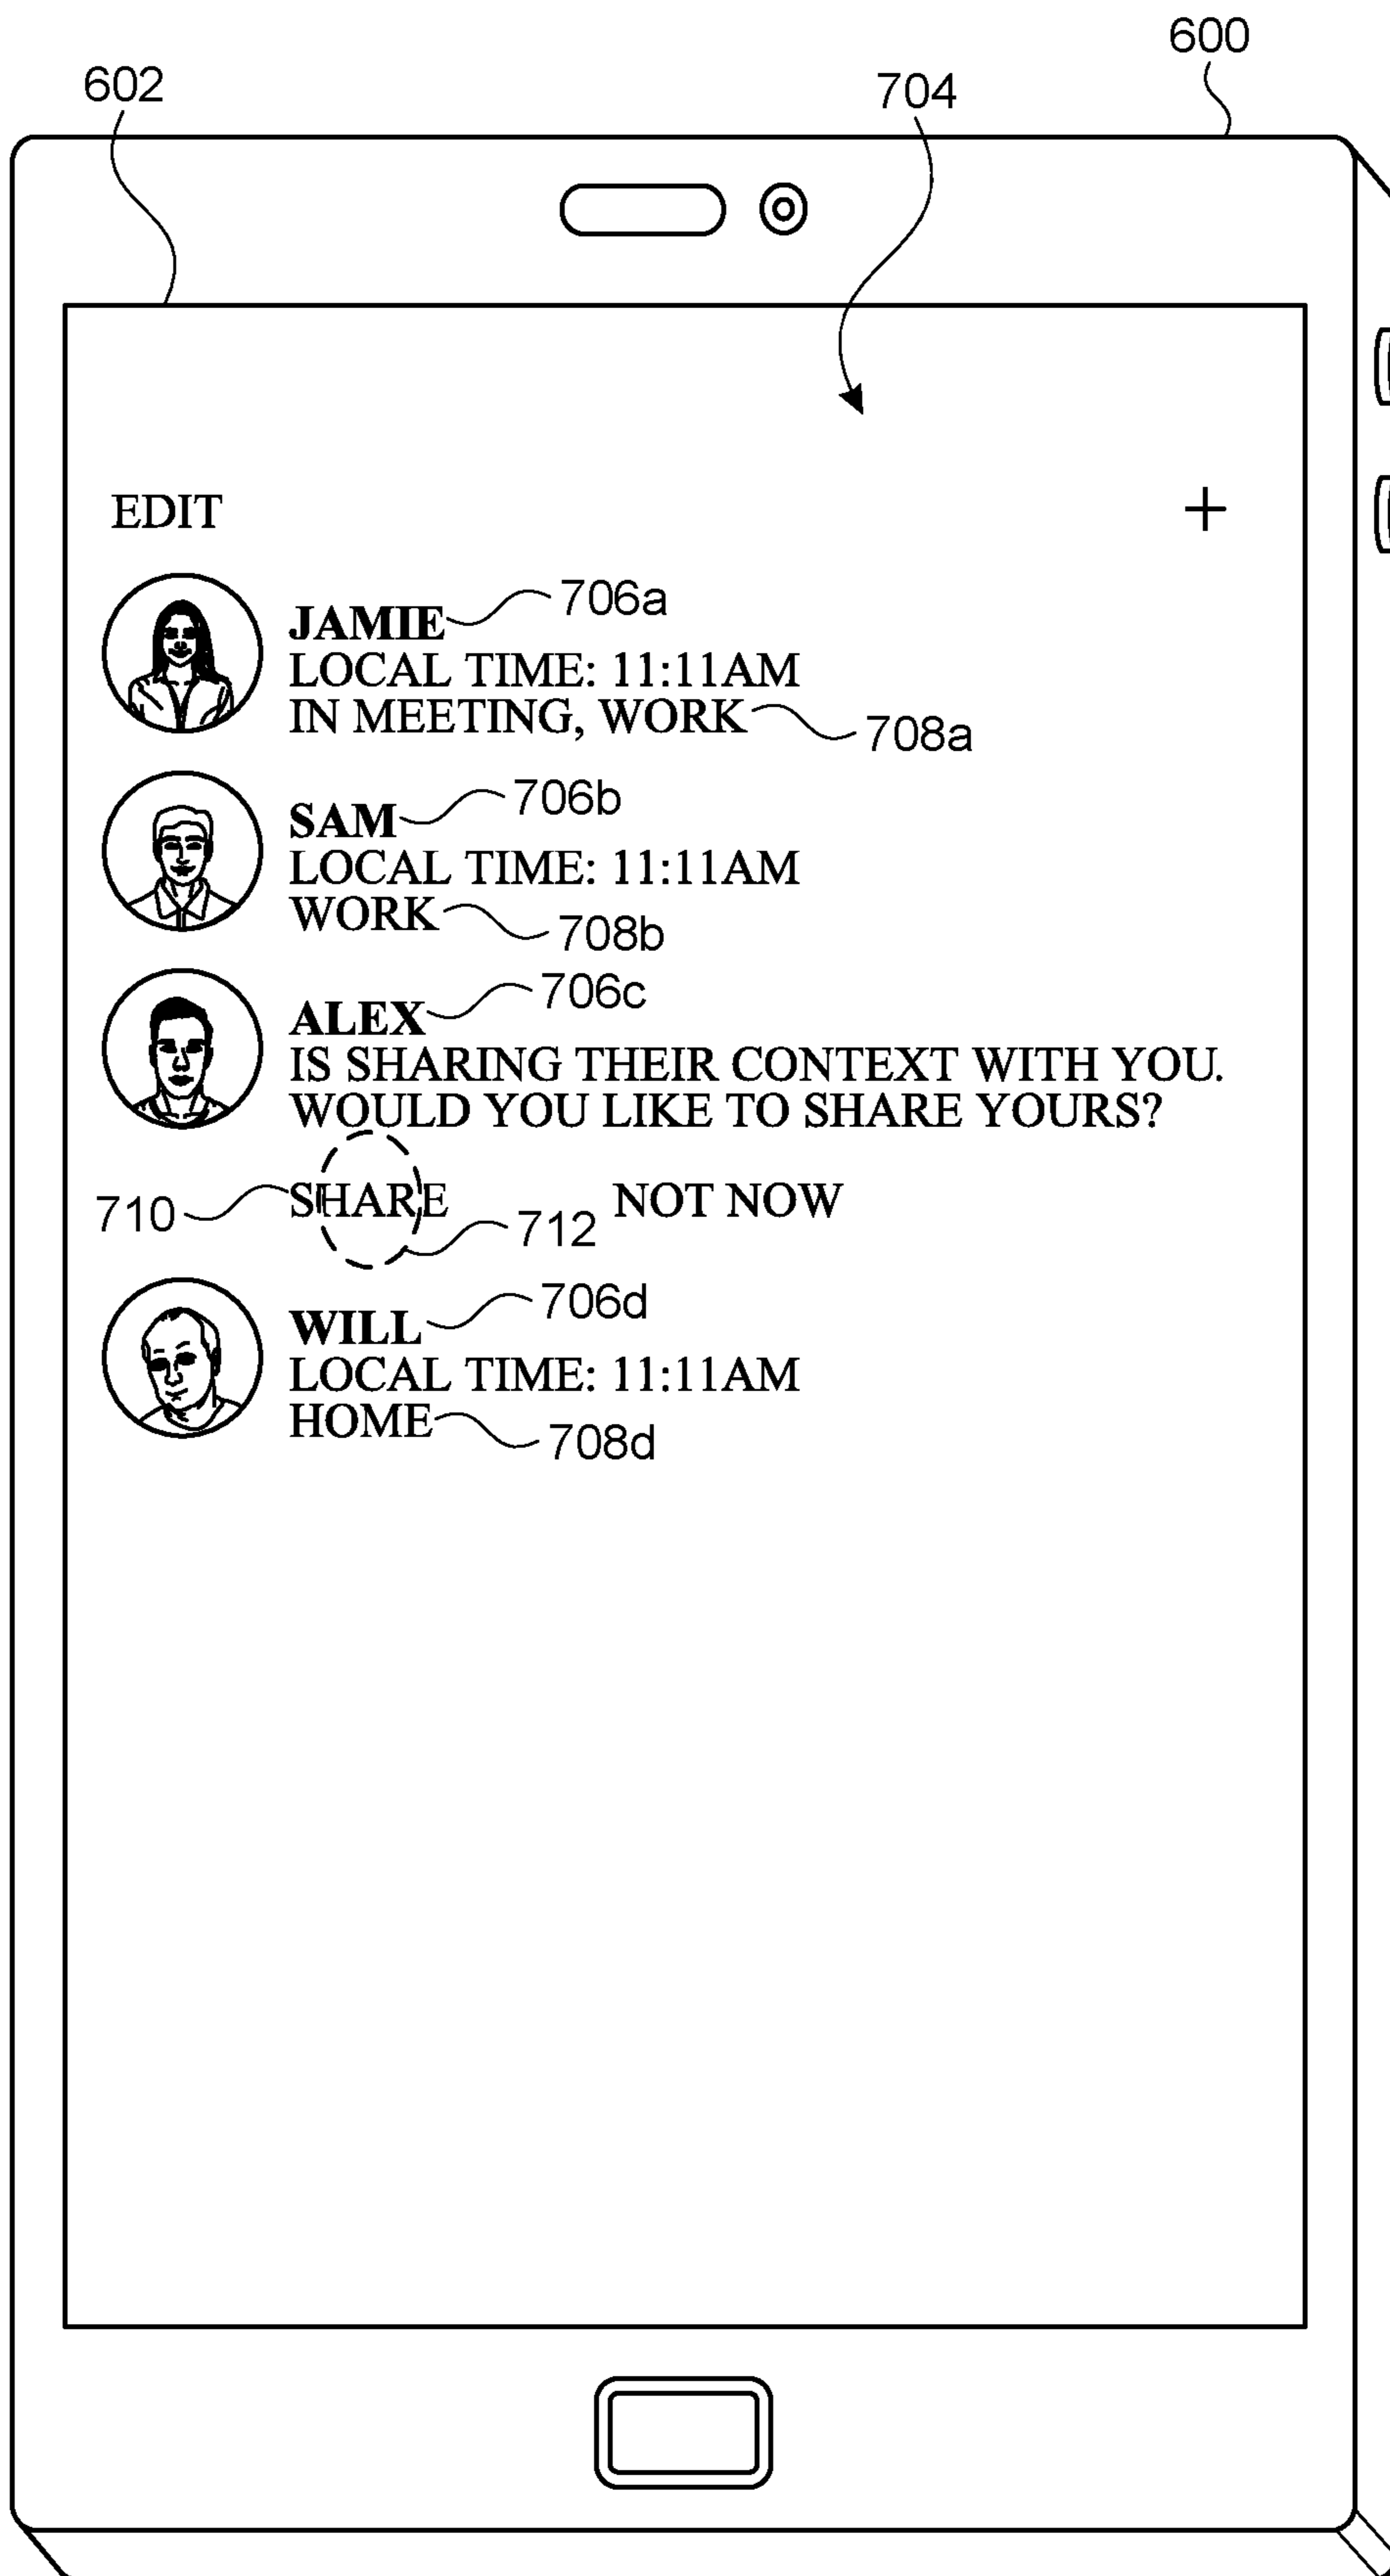 600
602
704
EDIT +
JAMIE 706a
LOCAL TIME: 11:11AM
IN MEETING, WORK 708a
SAM 706b
LOCAL TIME: 11:11AM
WORK 708b
ALEX 706c
IS SHARING THEIR CONTEXT WITH YOU.
WOULD YOU LIKE TO SHARE YOURS?
710 SHARE 712 NOT NOW
WILL 706d
LOCAL TIME: 11:11AM
HOME 708d